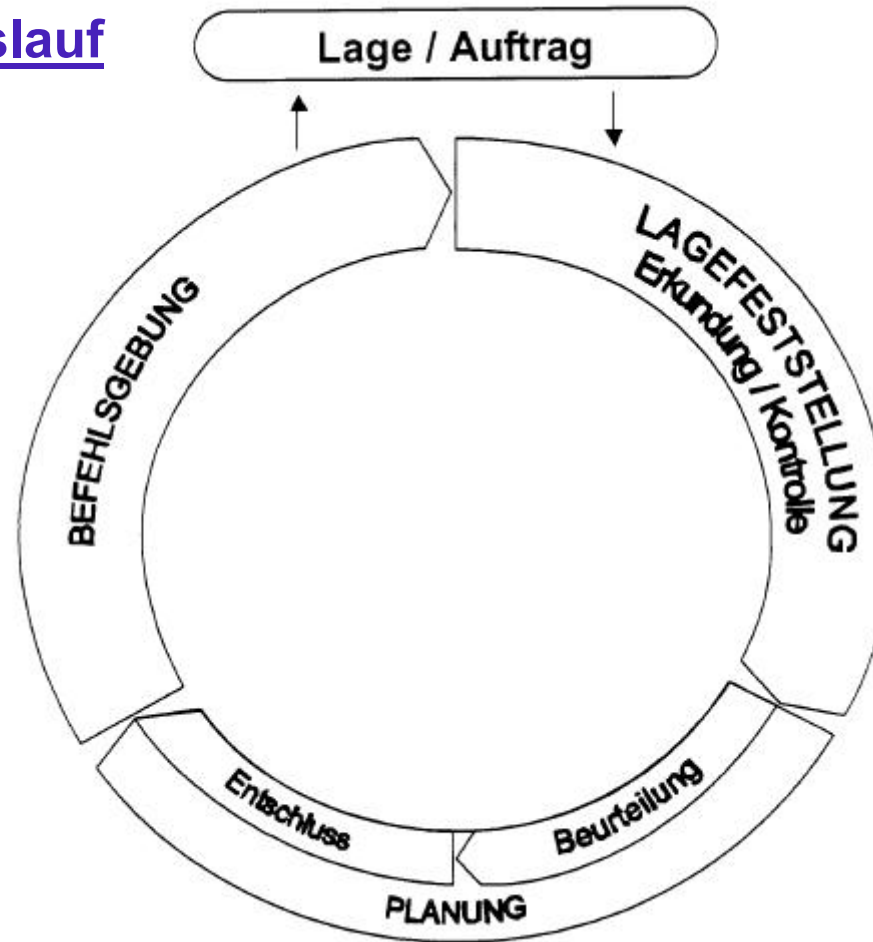 slauf
Lage / Auftrag
LAGEFESTSTELLUNG
Erkundung / Kontrolle
BEFEHLSGEBUNG
Entschluss
Beurteilung
PLANUNG